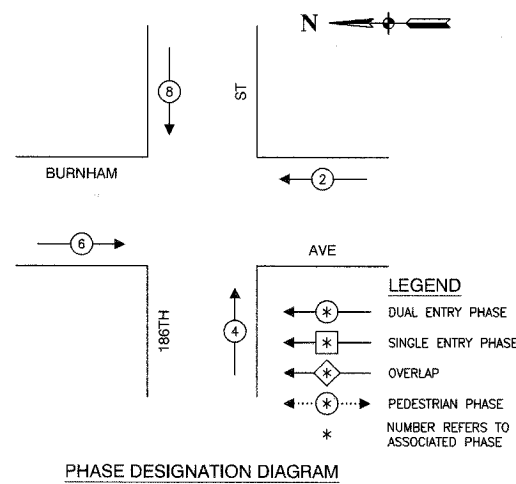 N
8
ST
BURNHAM
2
6
AVE
186TH
4
LEGEND
* DUAL ENTRY PHASE
* SINGLE ENTRY PHASE
* OVERLAP
* PEDESTRIAN PHASE
* NUMBER REFERS TO
ASSOCIATED PHASE
PHASE DESIGNATION DIAGRAM